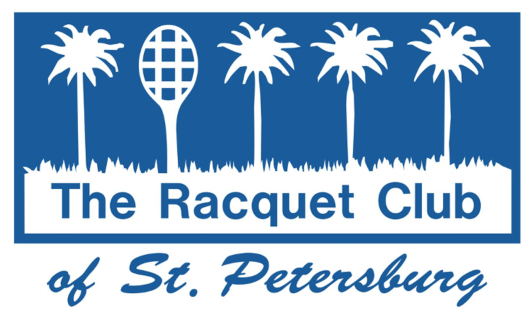 The Racquet Club
of St. Petersburg